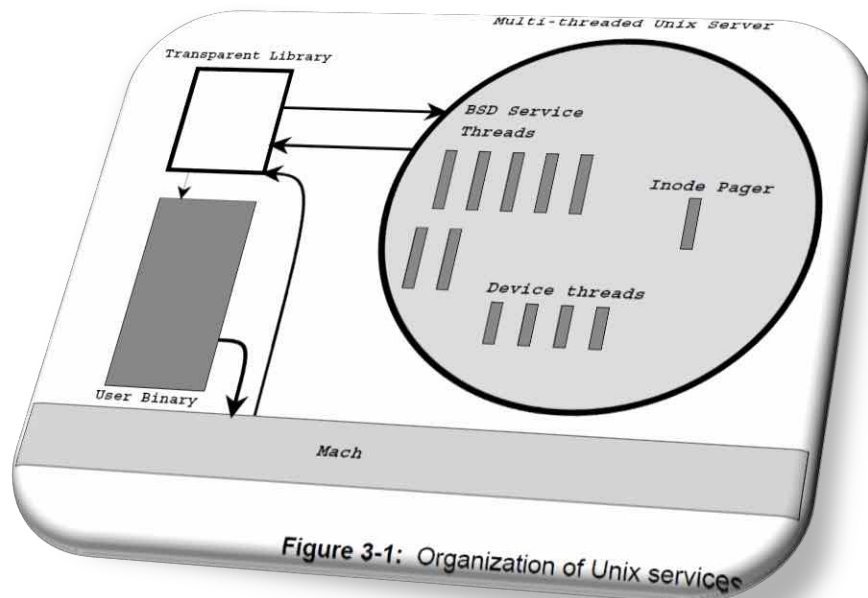 Multi-threaded Unix Server
Transparent Library
BSD Service
Threads
Inode Pager
Device threads
User Binary
Mach
Figure 3-1: Organization of Unix services